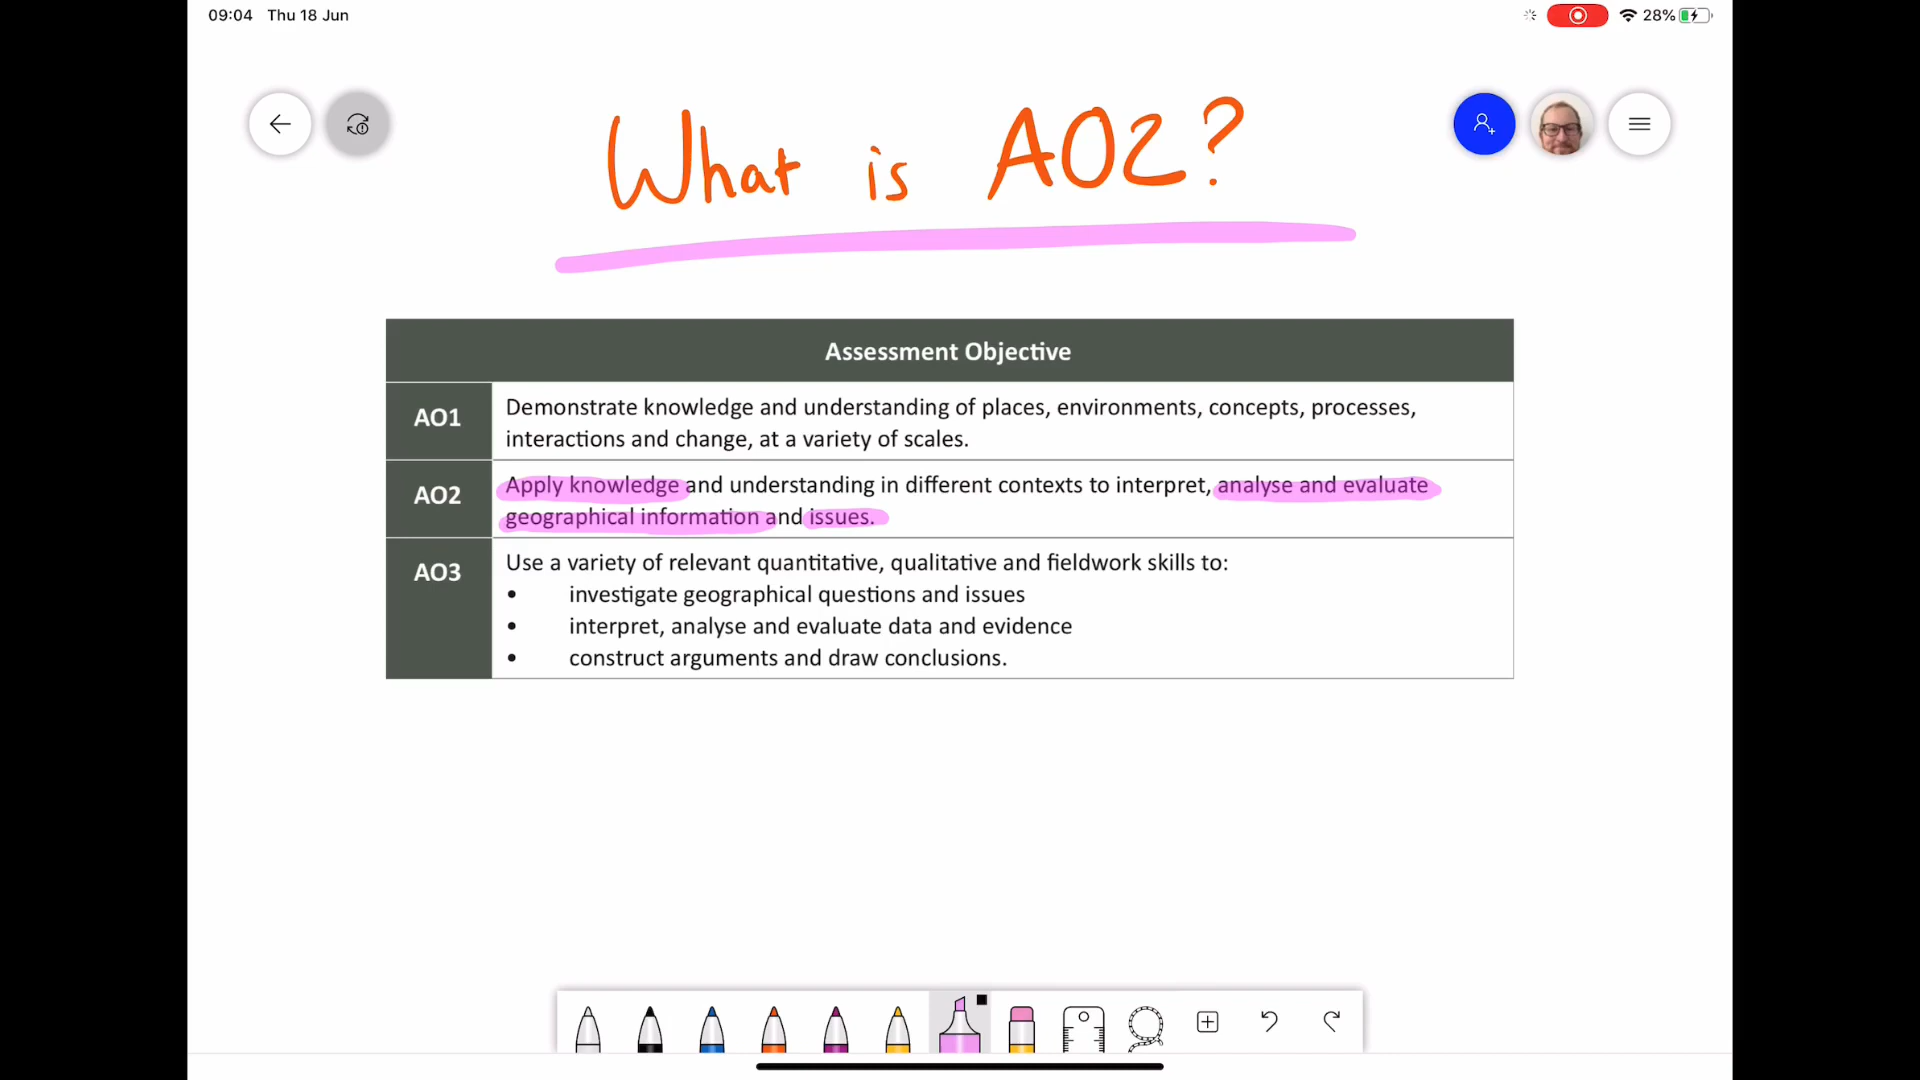 09:04 Thu 18 Jun
28%
What is AO2?
Assessment Objective
AO1
Demonstrate knowledge and understanding of places, environments, concepts, processes,
interactions and change, at a variety of scales.
AO2
Apply knowledge and understanding in different contexts to interpret, analyse and evaluate
geographical information and issues.
AO3
Use a variety of relevant quantitative, qualitative and fieldwork skills to:
• investigate geographical questions and issues
• interpret, analyse and evaluate data and evidence
• construct arguments and draw conclusions.